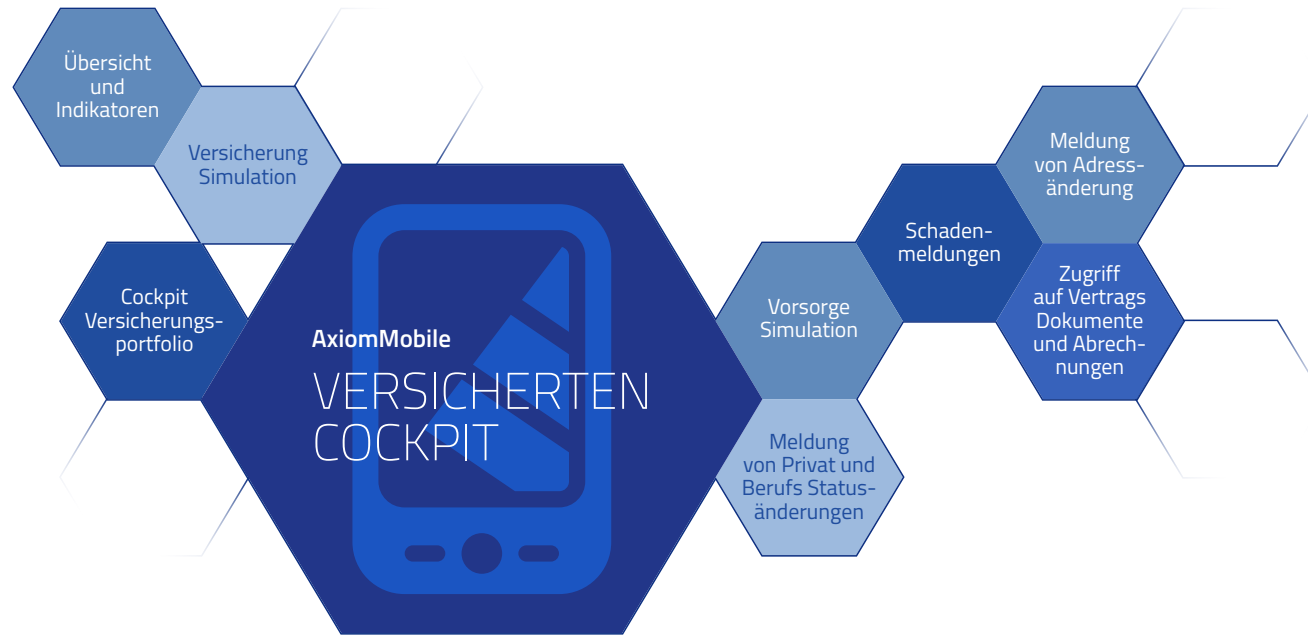 Übersicht
und
Indikatoren
Versicherung
Simulation
Cockpit
Versicherungs-
portfolio
AxiomMobile
VERSICHERTEN
COCKPIT
Vorsorge
Simulation
Meldung
von Privat und
Berufs Status-
änderungen
Schaden-
meldungen
Meldung
von Adress-
änderung
Zugriff
auf Vertrags
Dokumente
und Abrech-
nungen